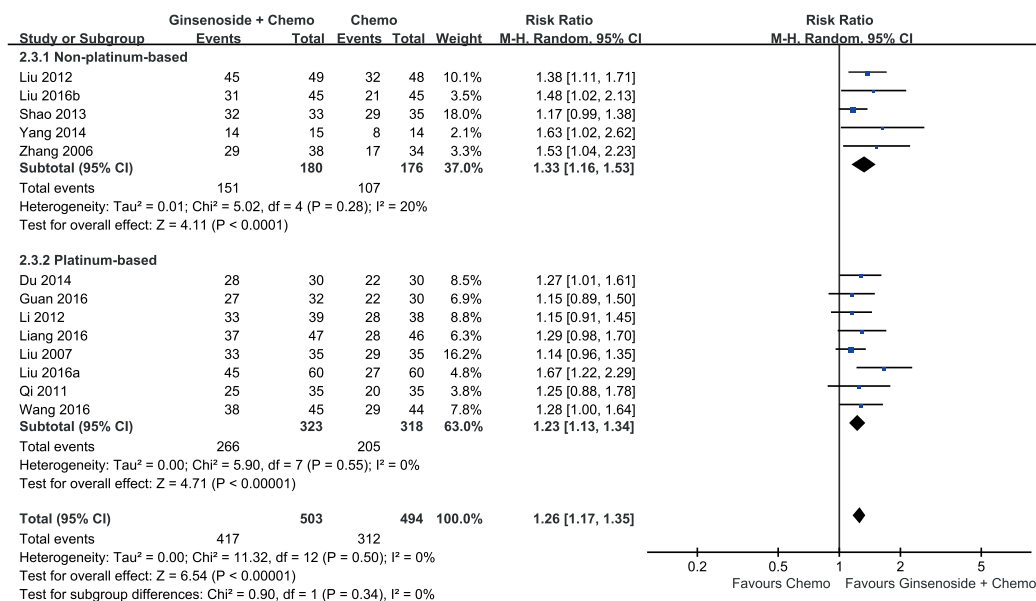 Ginsenoside + Chemo Chemo Risk Ratio Risk Ratio
Study or Subgroup Events Total Events Total Weight M-H, Random, 95% CI M-H, Random, 95% CI
2.3.1 Non-platinum-based
Liu 2012 45 49 32 48 10.1% 1.38 [1.11, 1.71]
Liu 2016b 31 45 21 45 3.5% 1.48 [1.02, 2.13]
Shao 2013 32 33 29 35 18.0% 1.17 [0.99, 1.38]
Yang 2014 14 15 8 14 2.1% 1.63 [1.02, 2.62]
Zhang 2006 29 38 17 34 3.3% 1.53 [1.04, 2.23]
Subtotal (95% CI) 180 176 37.0% 1.33 [1.16, 1.53]
Total events 151 107
Heterogeneity: Tau² = 0.01; Chi² = 5.02, df = 4 (P = 0.28); I² = 20%
Test for overall effect: Z = 4.11 (P < 0.0001)
2.3.2 Platinum-based
Du 2014 28 30 22 30 8.5% 1.27 [1.01, 1.61]
Guan 2016 27 32 22 30 6.9% 1.15 [0.89, 1.50]
Li 2012 33 39 28 38 8.8% 1.15 [0.91, 1.45]
Liang 2016 37 47 28 46 6.3% 1.29 [0.98, 1.70]
Liu 2007 33 35 29 35 16.2% 1.14 [0.96, 1.35]
Liu 2016a 45 60 27 60 4.8% 1.67 [1.22, 2.29]
Qi 2011 25 35 20 35 3.8% 1.25 [0.88, 1.78]
Wang 2016 38 45 29 44 7.8% 1.28 [1.00, 1.64]
Subtotal (95% CI) 323 318 63.0% 1.23 [1.13, 1.34]
Total events 266 205
Heterogeneity: Tau² = 0.00; Chi² = 5.90, df = 7 (P = 0.55); I² = 0%
Test for overall effect: Z = 4.71 (P < 0.00001)
Total (95% CI) 503 494 100.0% 1.26 [1.17, 1.35]
Total events 417 312
Heterogeneity: Tau² = 0.00; Chi² = 11.32, df = 12 (P = 0.50); I² = 0%
Test for overall effect: Z = 6.54 (P < 0.00001)
Test for subgroup differences: Chi² = 0.90, df = 1 (P = 0.34), I² = 0%
0.2 0.5 1 2 5
Favours Chemo Favours Ginsenoside + Chemo